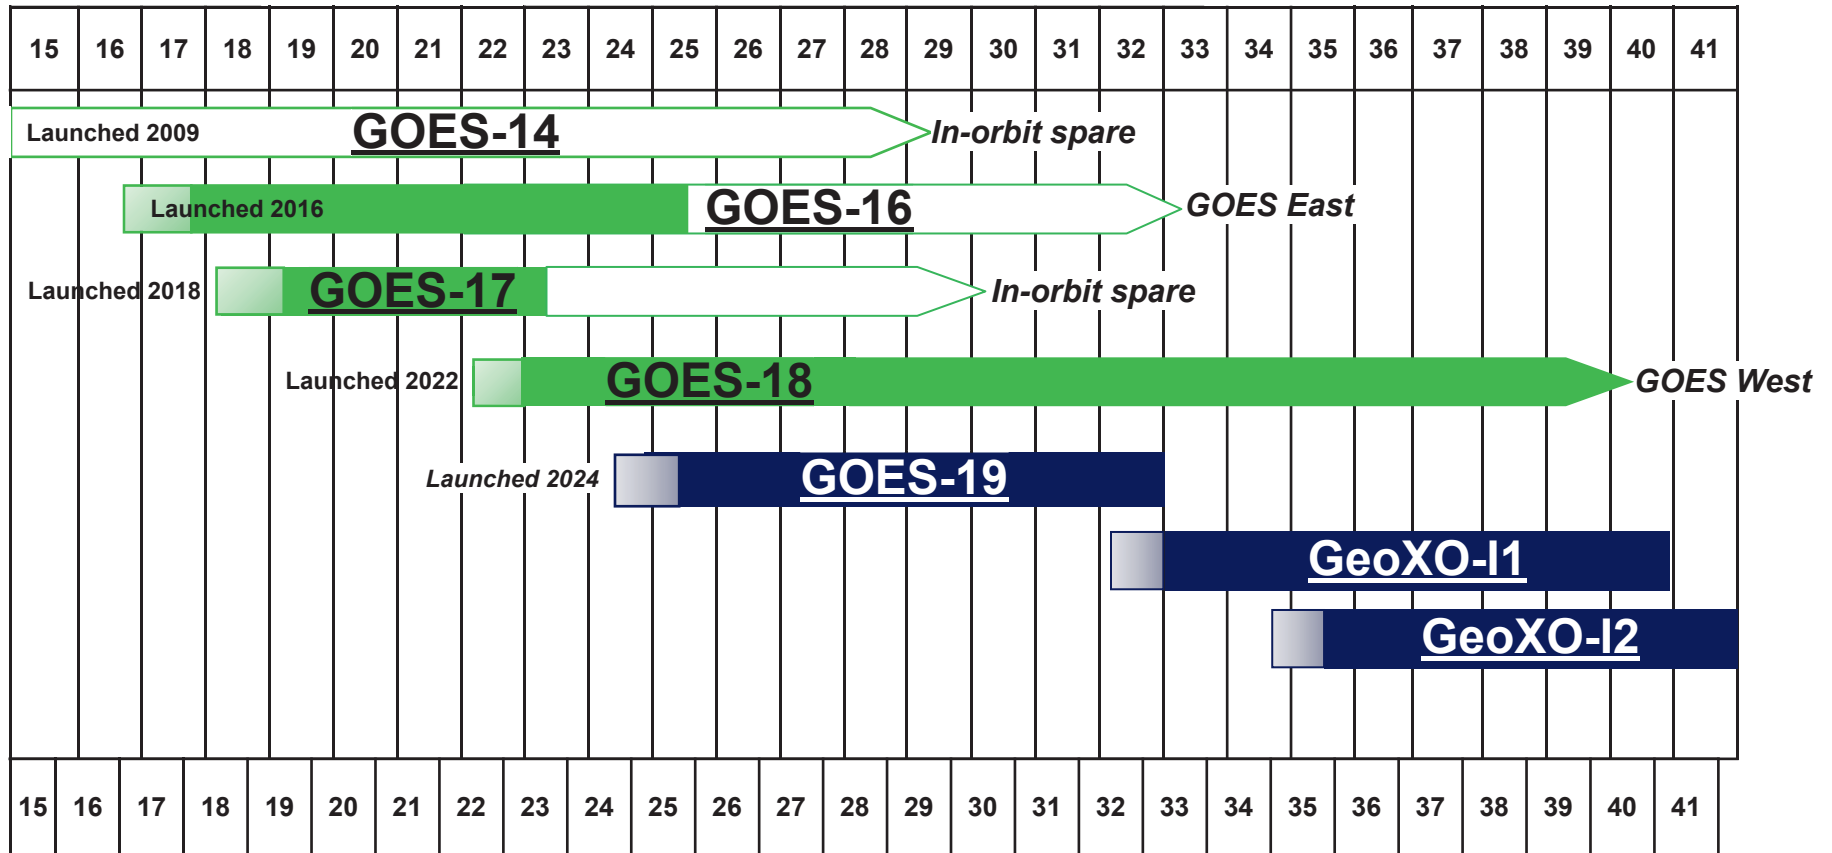 15 16 17 18 19 20 21 22 23 24 25 26 27 28 29 30 31 32 33 34 35 36 37 38 39 40 41
Launched 2009 GOES-14 In-orbit spare
Launched 2016 GOES-16 GOES East
Launched 2018 GOES-17 In-orbit spare
Launched 2022 GOES-18 GOES West
Launched 2024 GOES-19
GeoXO-I1
GeoXO-I2
15 16 17 18 19 20 21 22 23 24 25 26 27 28 29 30 31 32 33 34 35 36 37 38 39 40 41